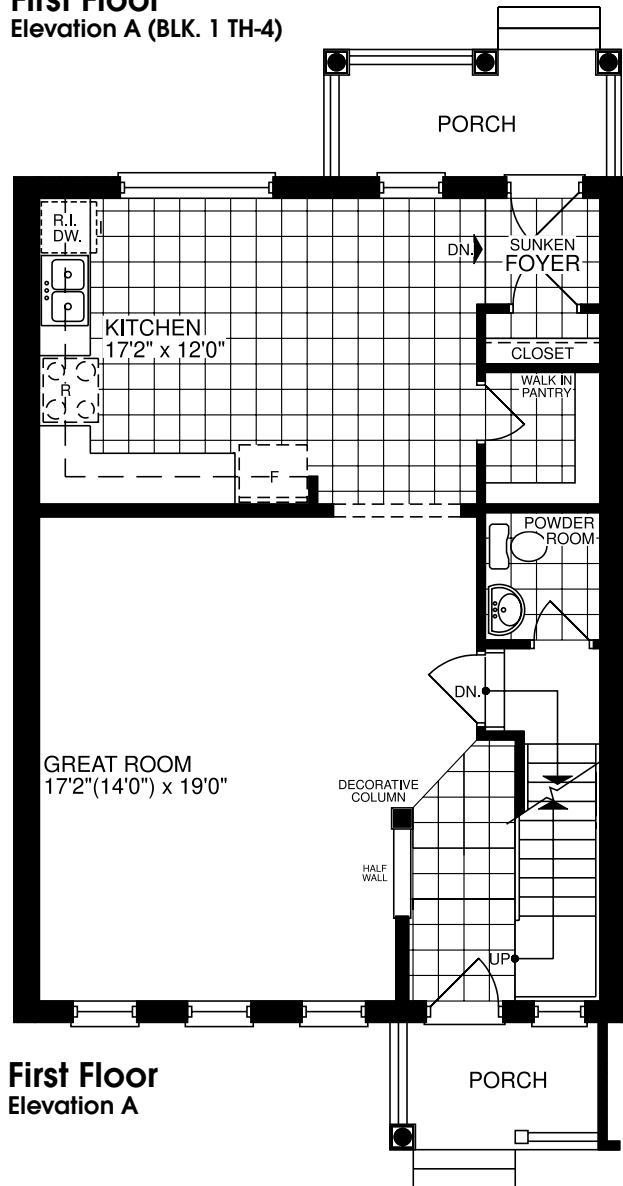 First Floor
Elevation A (BLK. 1 TH-4)
PORCH
R.I.
DW.
DN.
SUNKEN
FOYER
KITCHEN
17'2" x 12'0"
CLOSET
R
WALK IN
PANTRY
F
POWDER
ROOM
DN.
GREAT ROOM
17'2"(14'0") x 19'0"
DECORATIVE
COLUMN
HALF
WALL
UP
First Floor
Elevation A
PORCH